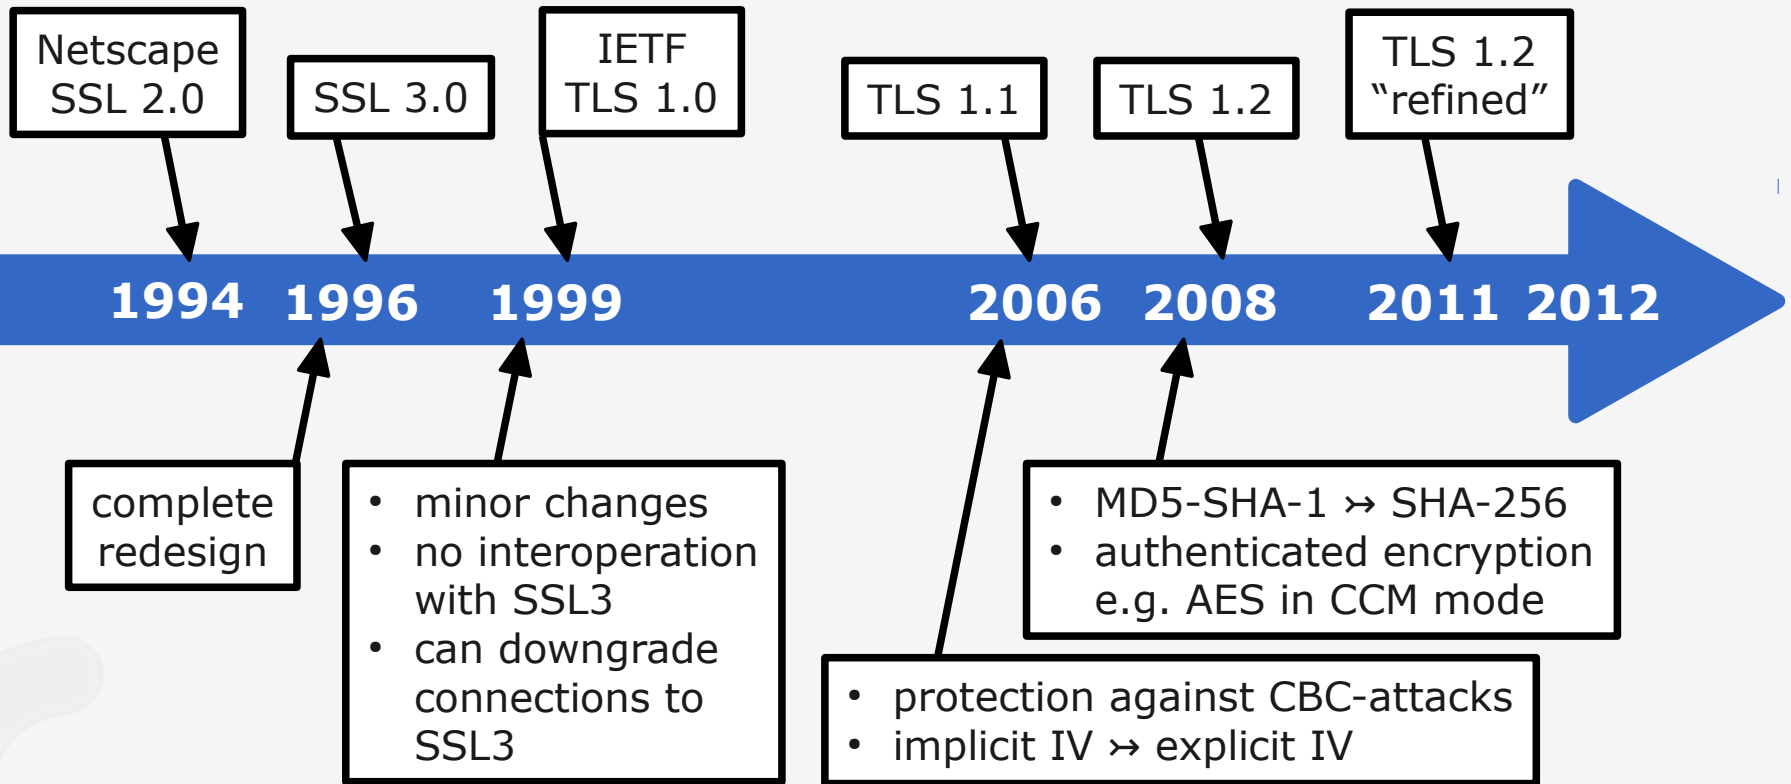 Netscape
SSL 2.0
SSL 3.0
IETF
TLS 1.0
TLS 1.1
TLS 1.2
TLS 1.2
“refined”
1994 1996 1999 2006 2008 2011 2012
complete
redesign
• minor changes
• no interoperation
with SSL3
• can downgrade
connections to
SSL3
• MD5-SHA-1 ↣ SHA-256
• authenticated encryption
e.g. AES in CCM mode
• protection against CBC-attacks
• implicit IV ↣ explicit IV